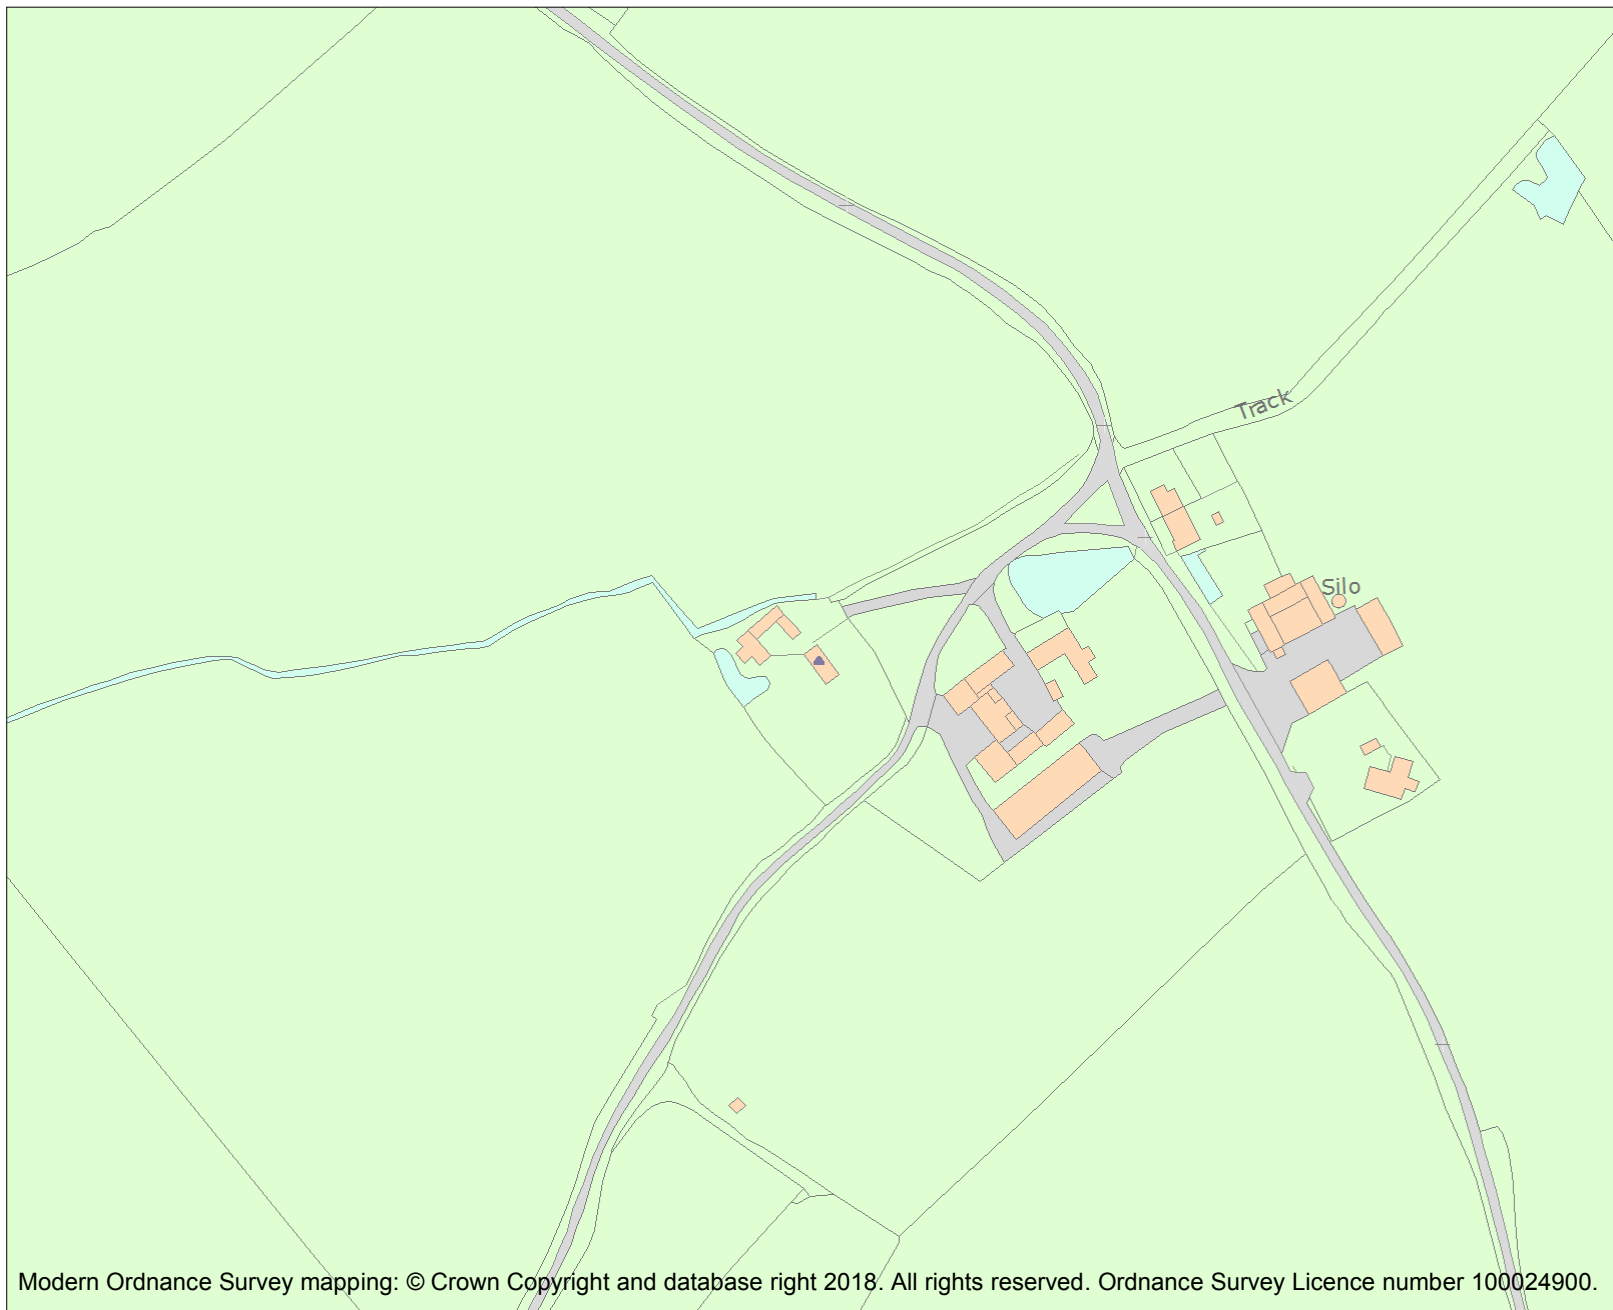 Track
Silo
Modern Ordnance Survey mapping: © Crown Copyright and database right 2018. All rights reserved. Ordnance Survey Licence number 100024900.